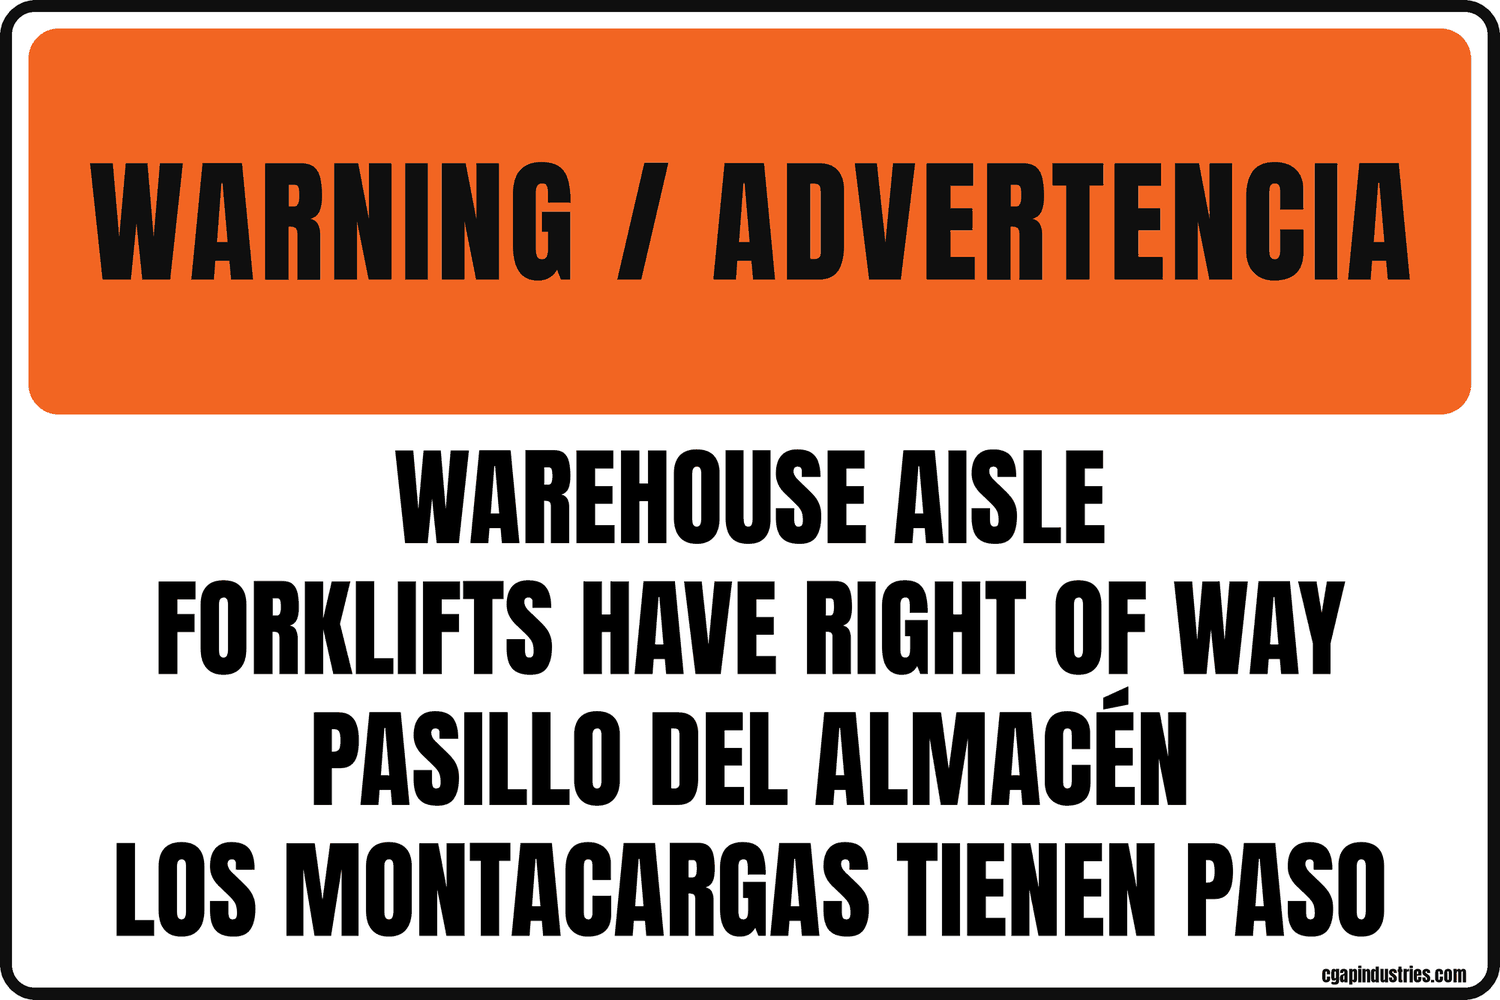 WARNING / ADVERTENCIA
WAREHOUSE AISLE
FORKLIFTS HAVE RIGHT OF WAY
PASILLO DEL ALMACÉN
LOS MONTACARGAS TIENEN PASO
cgapindustries.com